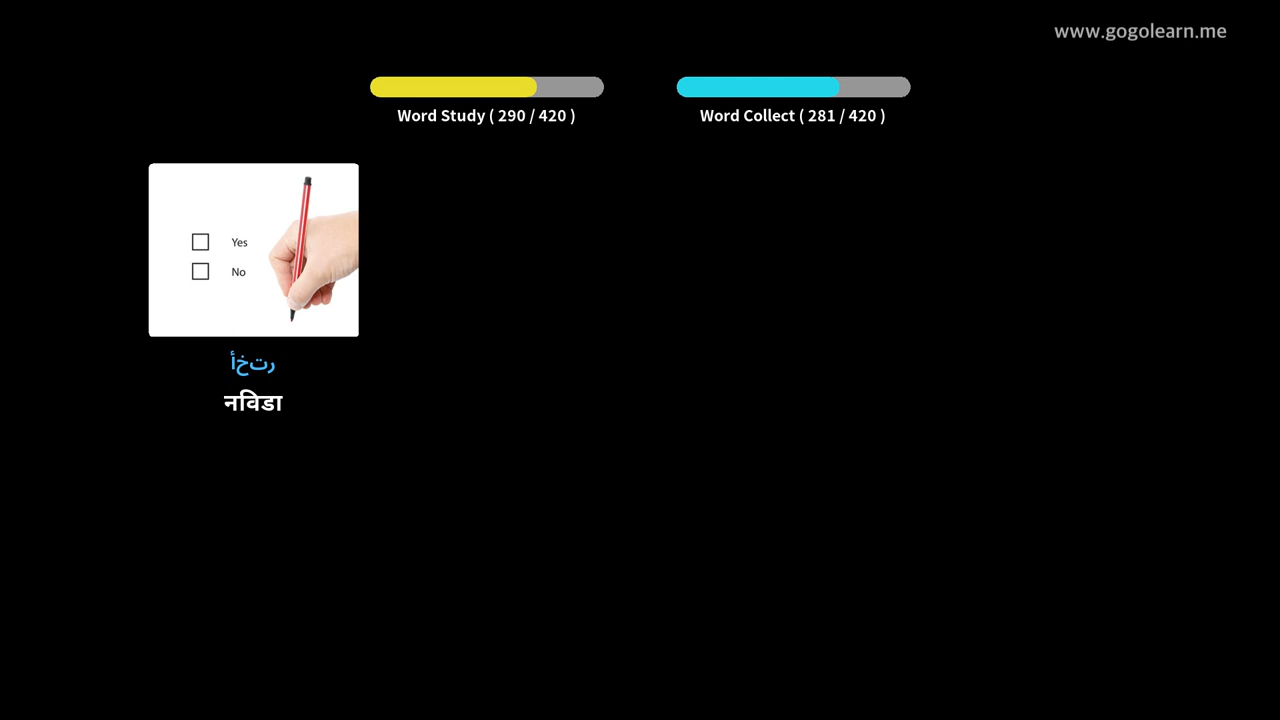 www.gogolearn.me
Word Study ( 290 / 420 )
Word Collect ( 281 / 420 )
Yes
No
رتخأ
नविडा